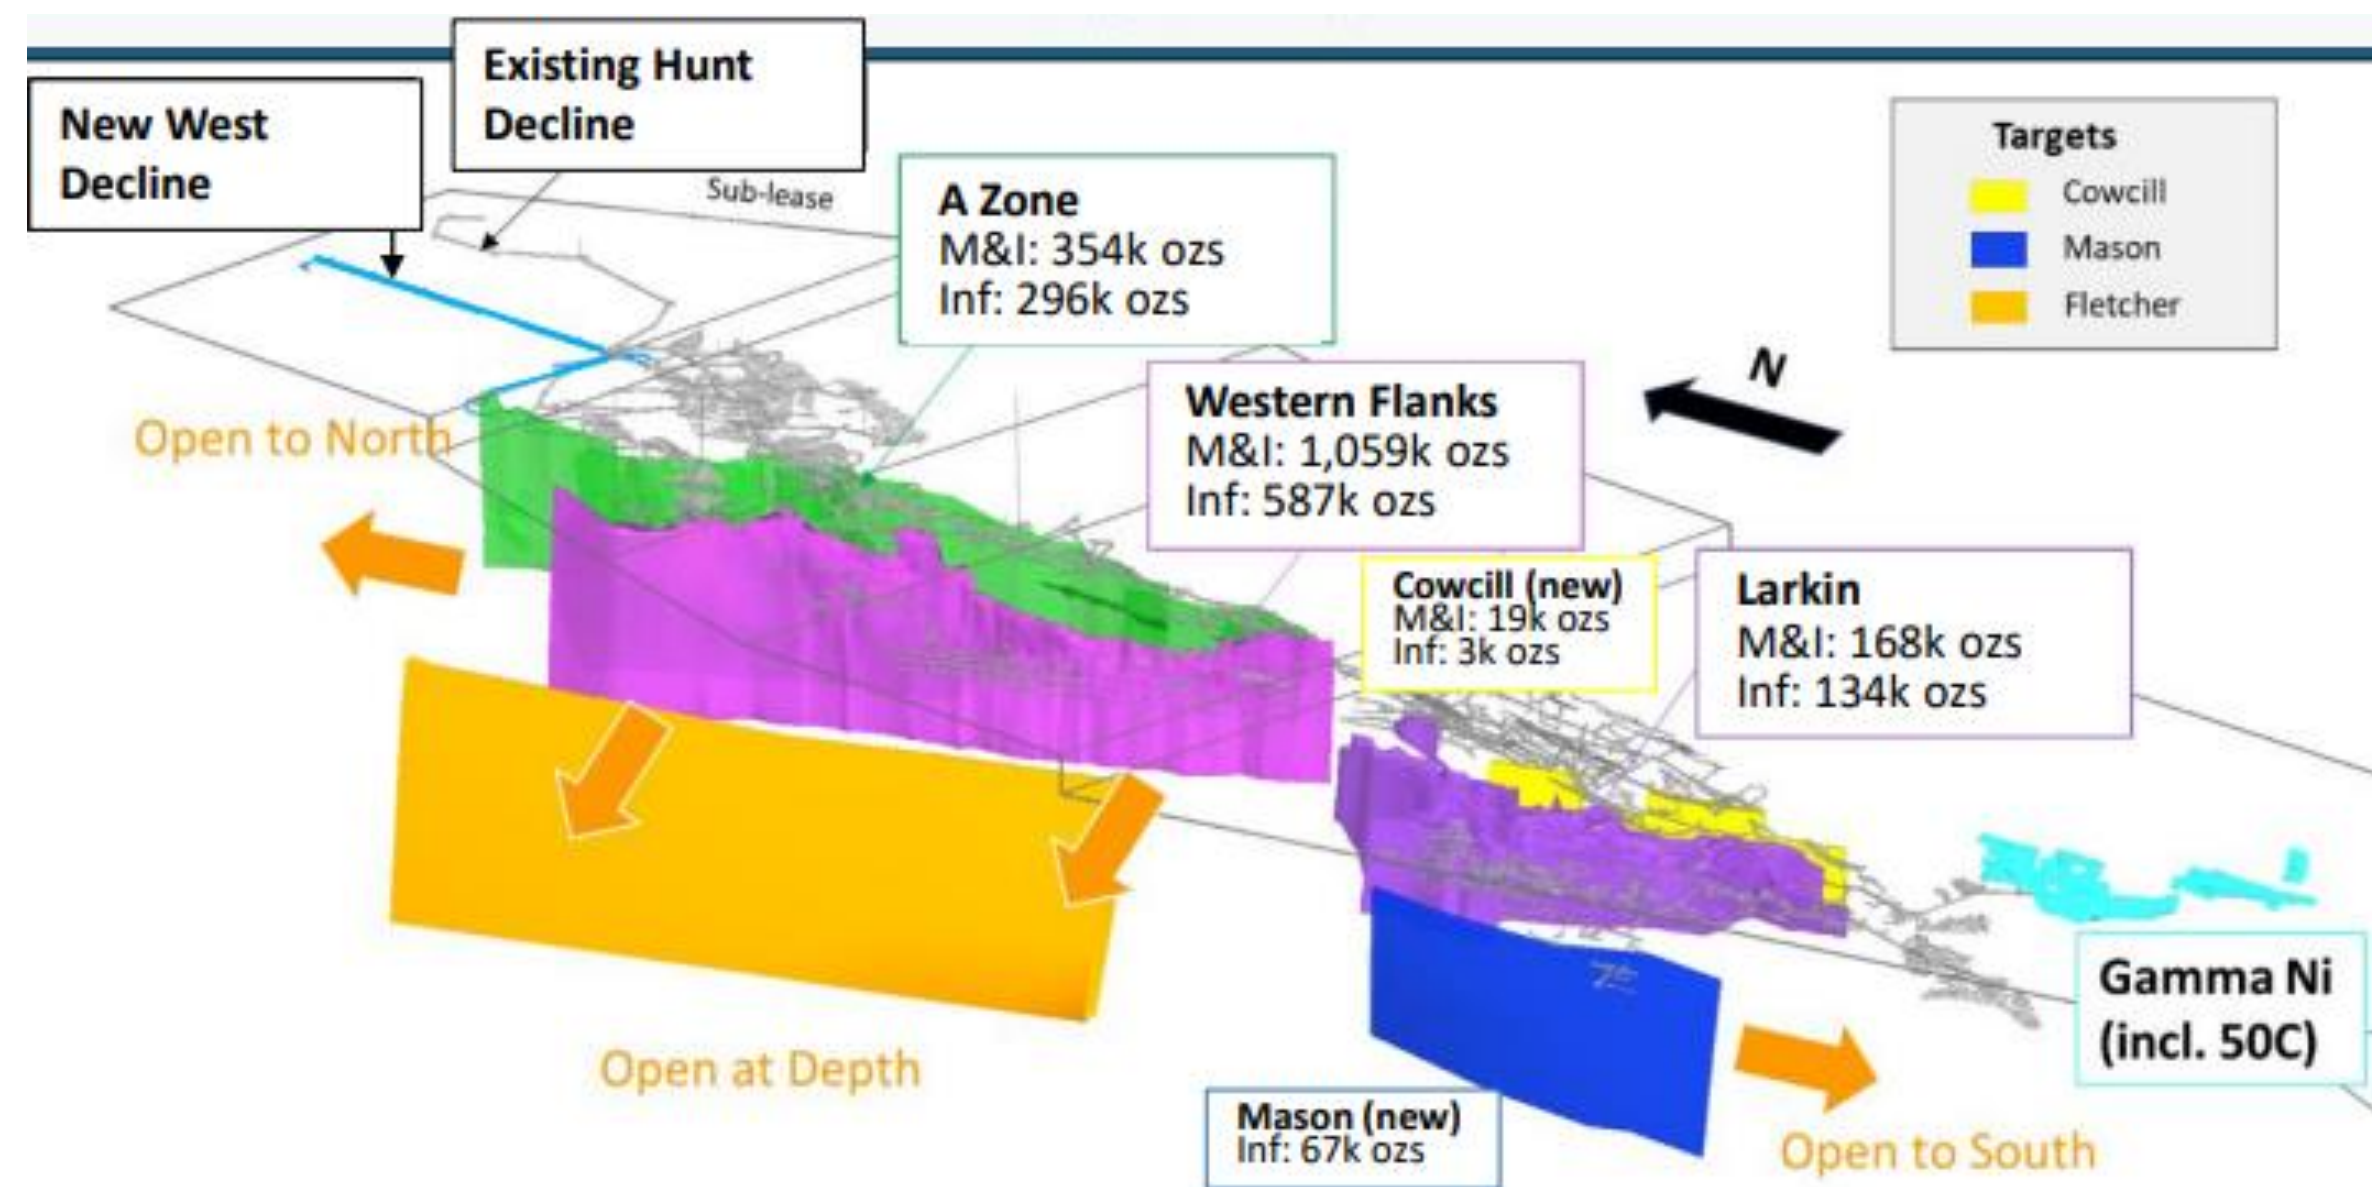 New West
Decline
Existing Hunt
Decline
Sub-lease
A Zone
M&I: 354k ozs
Inf: 296k ozs
Targets
Cowcill
Mason
Fletcher
N
Open to North
Western Flanks
M&I: 1,059k ozs
Inf: 587k ozs
Cowcill (new)
M&I: 19k ozs
Inf: 3k ozs
Larkin
M&I: 168k ozs
Inf: 134k ozs
Gamma Ni
(incl. 50C)
Open at Depth
Mason (new)
Inf: 67k ozs
Open to South